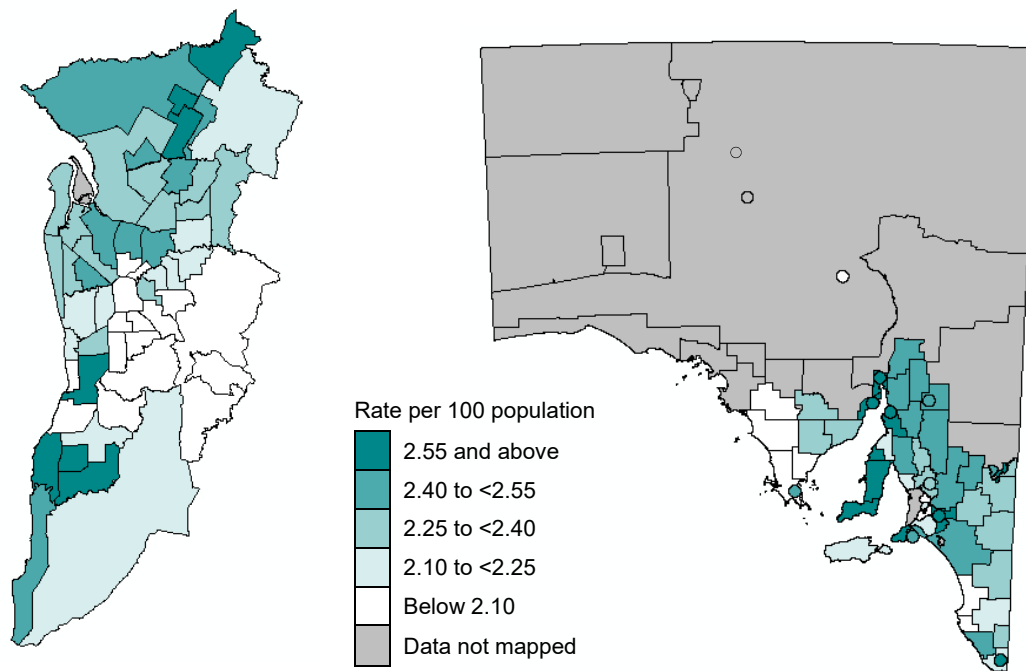 Rate per 100 population
2.55 and above
2.40 to <2.55
2.25 to <2.40
2.10 to <2.25
Below 2.10
Data not mapped